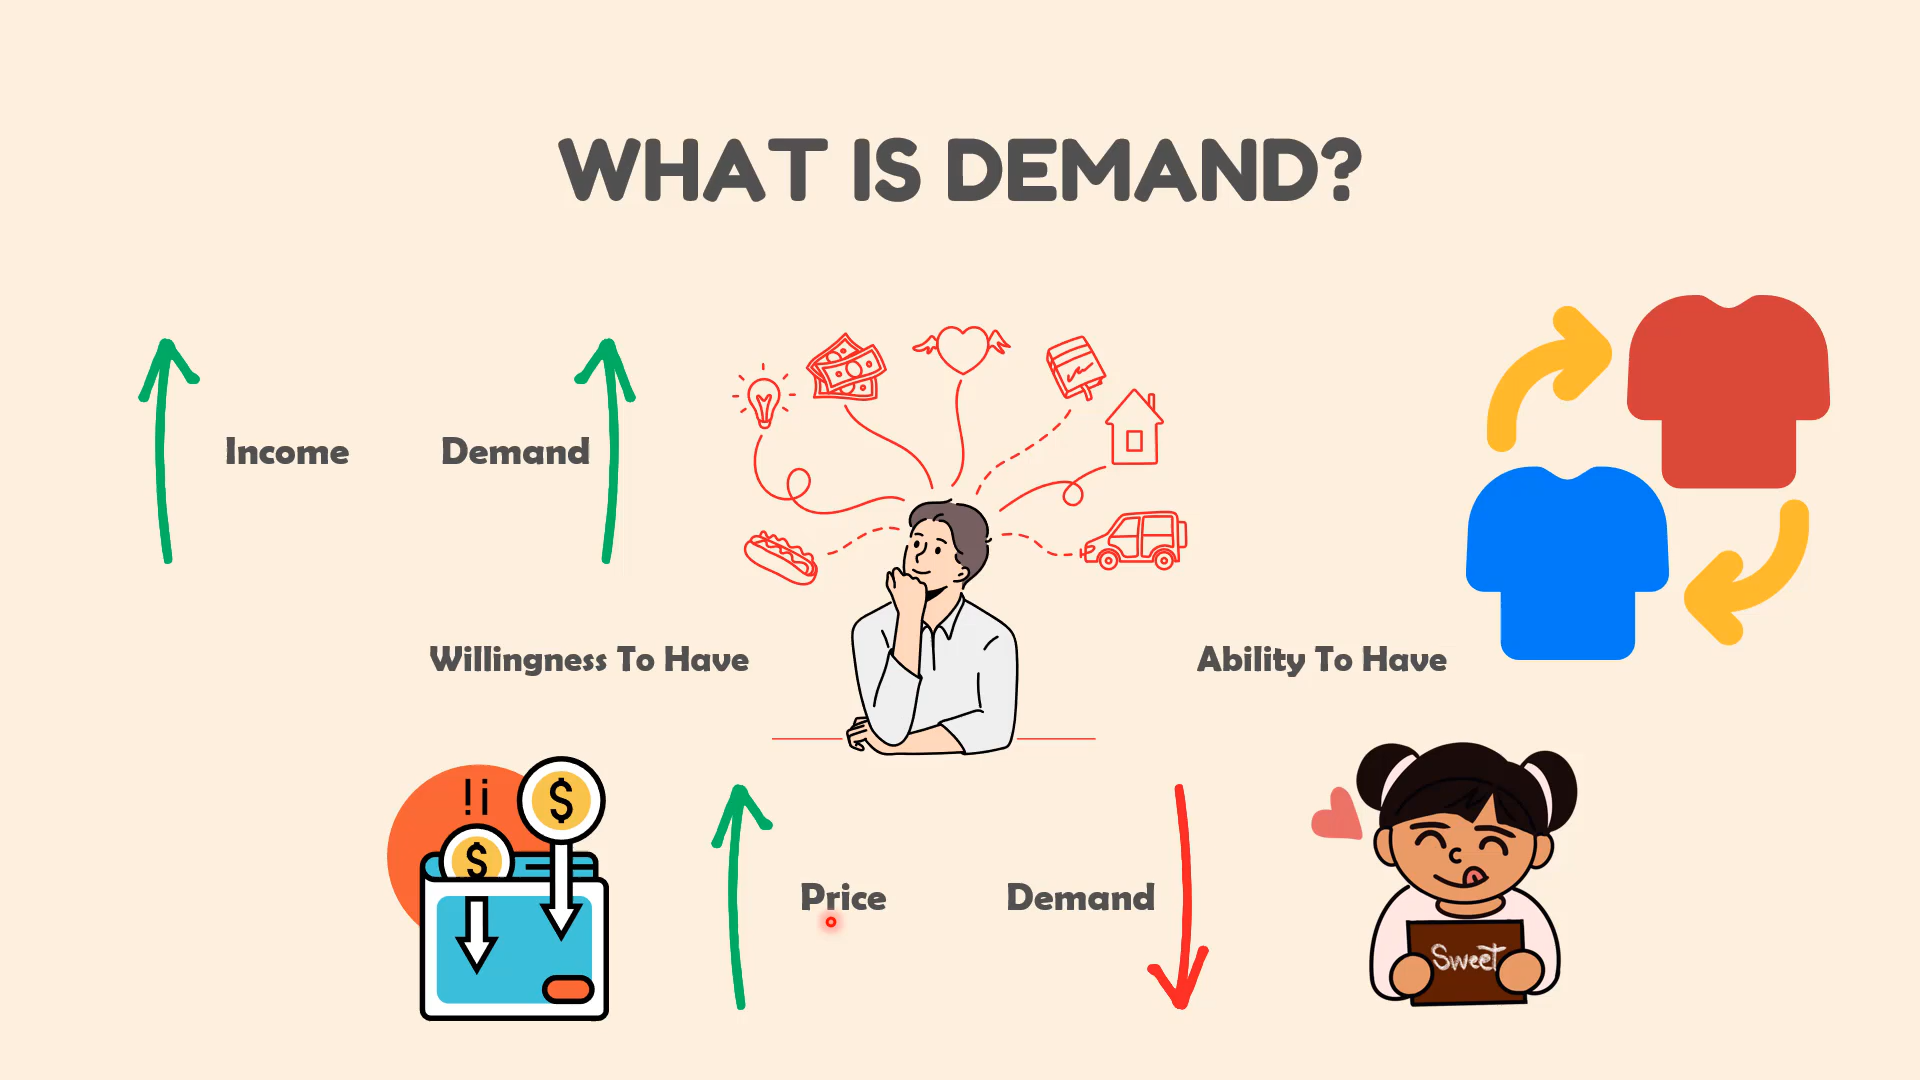 WHAT IS DEMAND?
Income
Demand
Willingness To Have
Ability To Have
$
$
Price
Demand
Sweet